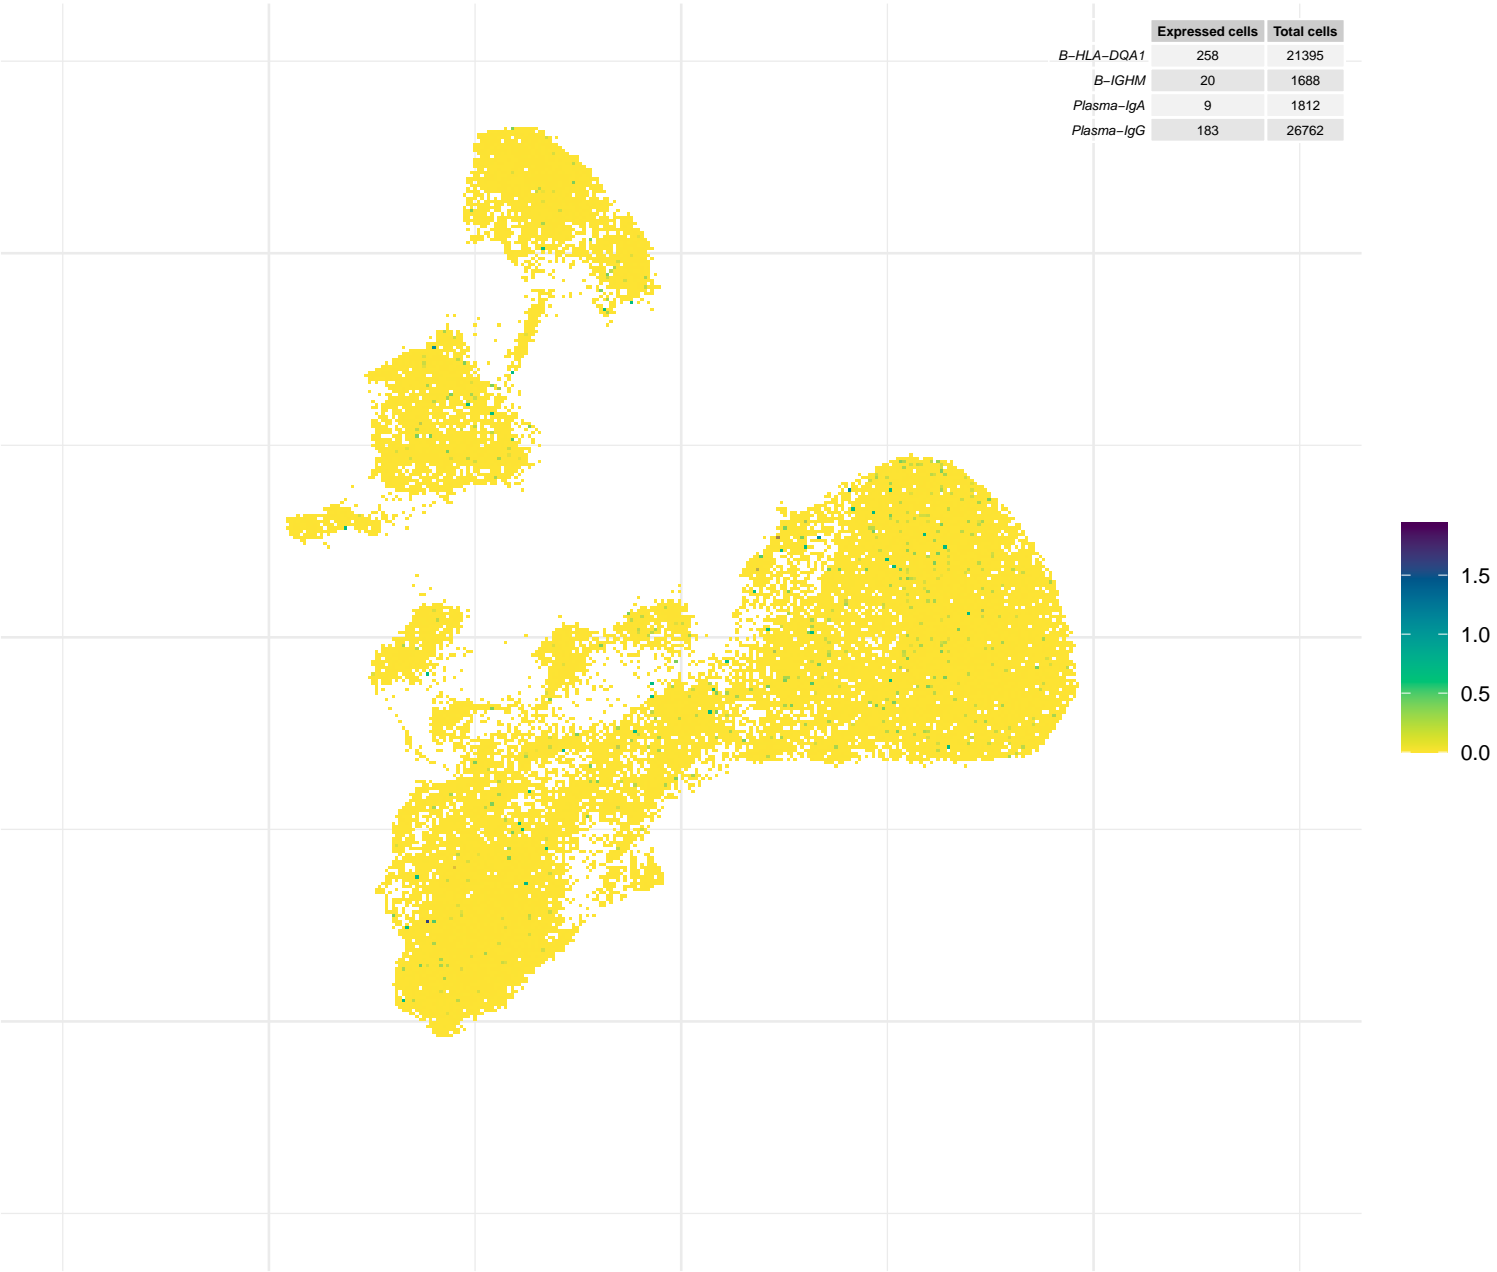 Expressed cells Total cells
B−HLA−DQA1 258 21395
B−IGHM 20 1688
Plasma−IgA 9 1812
Plasma−IgG 183 26762
1.5
1.0
0.5
0.0